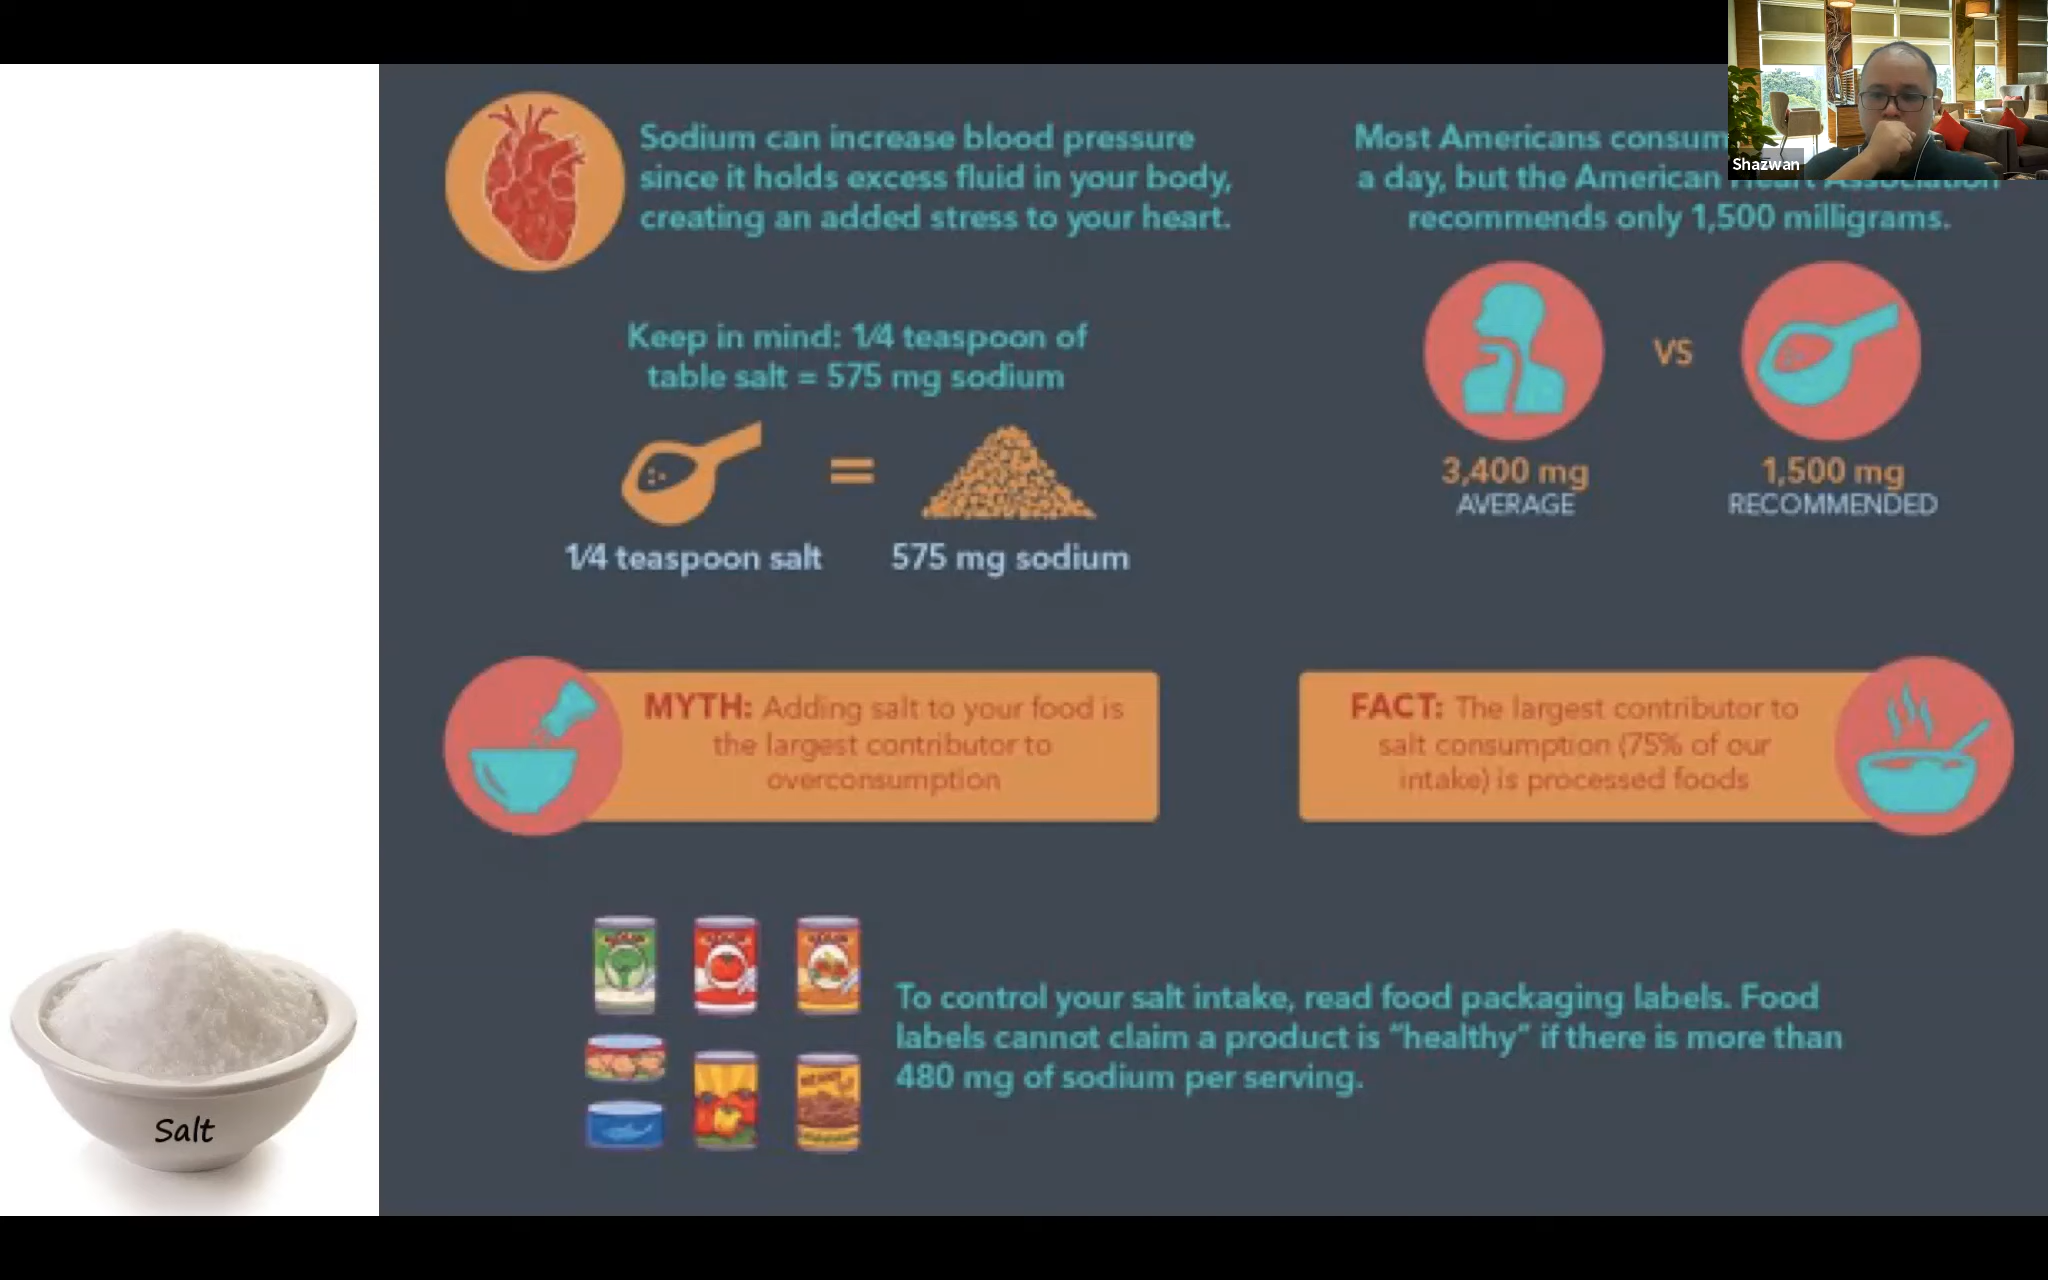 Shazwan
Sodium can increase blood pressure
since it holds excess fluid in your body,
creating an added stress to your heart.
Most Americans consum
a day, but the American Heart Association
recommends only 1,500 milligrams.
Keep in mind: 1/4 teaspoon of
table salt = 575 mg sodium
=
1/4 teaspoon salt
575 mg sodium
VS
3,400 mg
AVERAGE
1,500 mg
RECOMMENDED
MYTH: Adding salt to your food is
the largest contributor to
overconsumption
FACT: The largest contributor to
salt consumption (75% of our
intake) is processed foods
To control your salt intake, read food packaging labels. Food
labels cannot claim a product is "healthy" if there is more than
480 mg of sodium per serving.
Salt